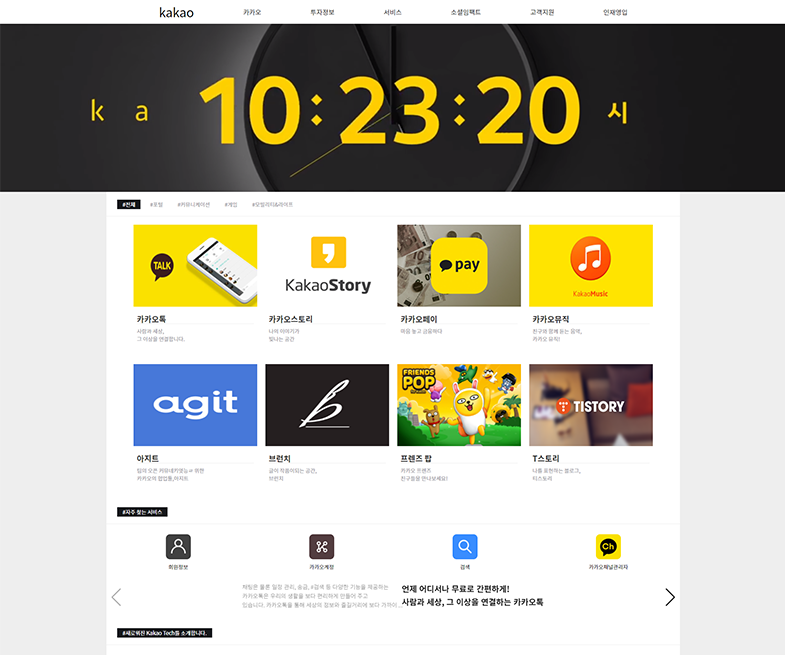 kakao 카카오 투자정보 서비스 소셜임팩트 고객지원 인재영입
k a 10:23:20 시
#전체 #포털 #커뮤니케이션 #게임 #모빌리티&라이프
TALK
KakaoStory
pay
KakaoMusic
카카오톡
사람과 세상,
그 이상을 연결합니다.
카카오스토리
나의 이야기가
빛나는 공간
카카오페이
마음 놓고 금융하다
카카오뮤직
친구와 함께 듣는 음악,
카카오 뮤직!
agit
b
FRIENDS
POP
TISTORY
아지트
팀의 모든 커뮤니케이션을 위한
카카오의 협업툴,아지트
브런치
글이 작품이되는 공간,
브런치
프렌즈 팝
카카오 프렌즈
친구들을 만나보세요!
T스토리
나를 표현하는 블로그,
티스토리
#자주 찾는 서비스
Ch
회원정보 카카오계정 검색 카카오채널관리자
채팅은 물론 일정 관리, 송금, #검색 등 다양한 기능을 제공하는
카카오톡은 우리의 생활을 보다 편리하게 만들어 주고
있습니다. 카카오톡을 통해 세상의 정보와 즐길거리에 보다 가까이...
언제 어디서나 무료로 간편하게!
사람과 세상, 그 이상을 연결하는 카카오톡
#새로워진 Kakao Tech를 소개합니다.